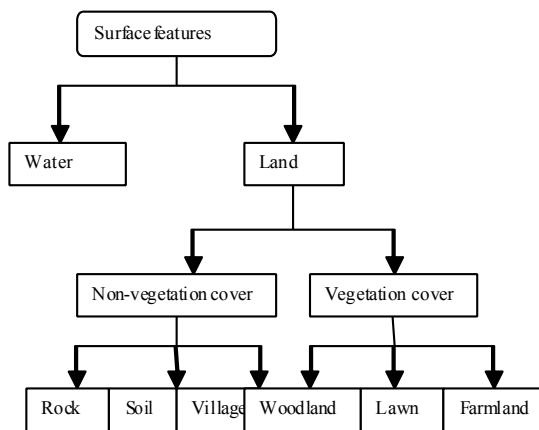 Surface features
Water
Land
Non-vegetation cover
Vegetation cover
Rock
Soil
Village
Woodland
Lawn
Farmland